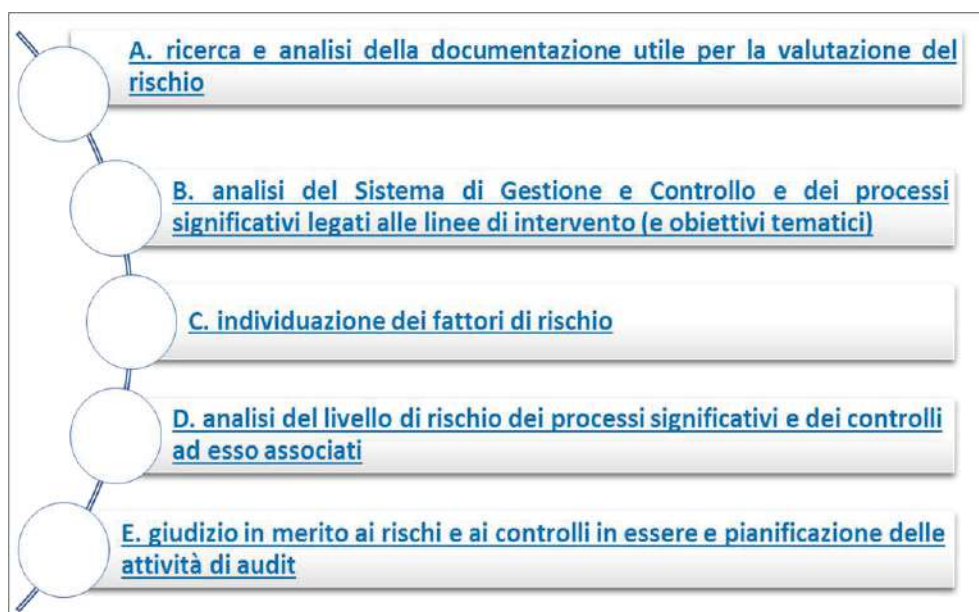 A. ricerca e analisi della documentazione utile per la valutazione del
rischio
B. analisi del Sistema di Gestione e Controllo e dei processi
significativi legati alle linee di intervento (e obiettivi tematici)
C. individuazione dei fattori di rischio
D. analisi del livello di rischio dei processi significativi e dei controlli
ad esso associati
E. giudizio in merito ai rischi e ai controlli in essere e pianificazione delle
attività di audit